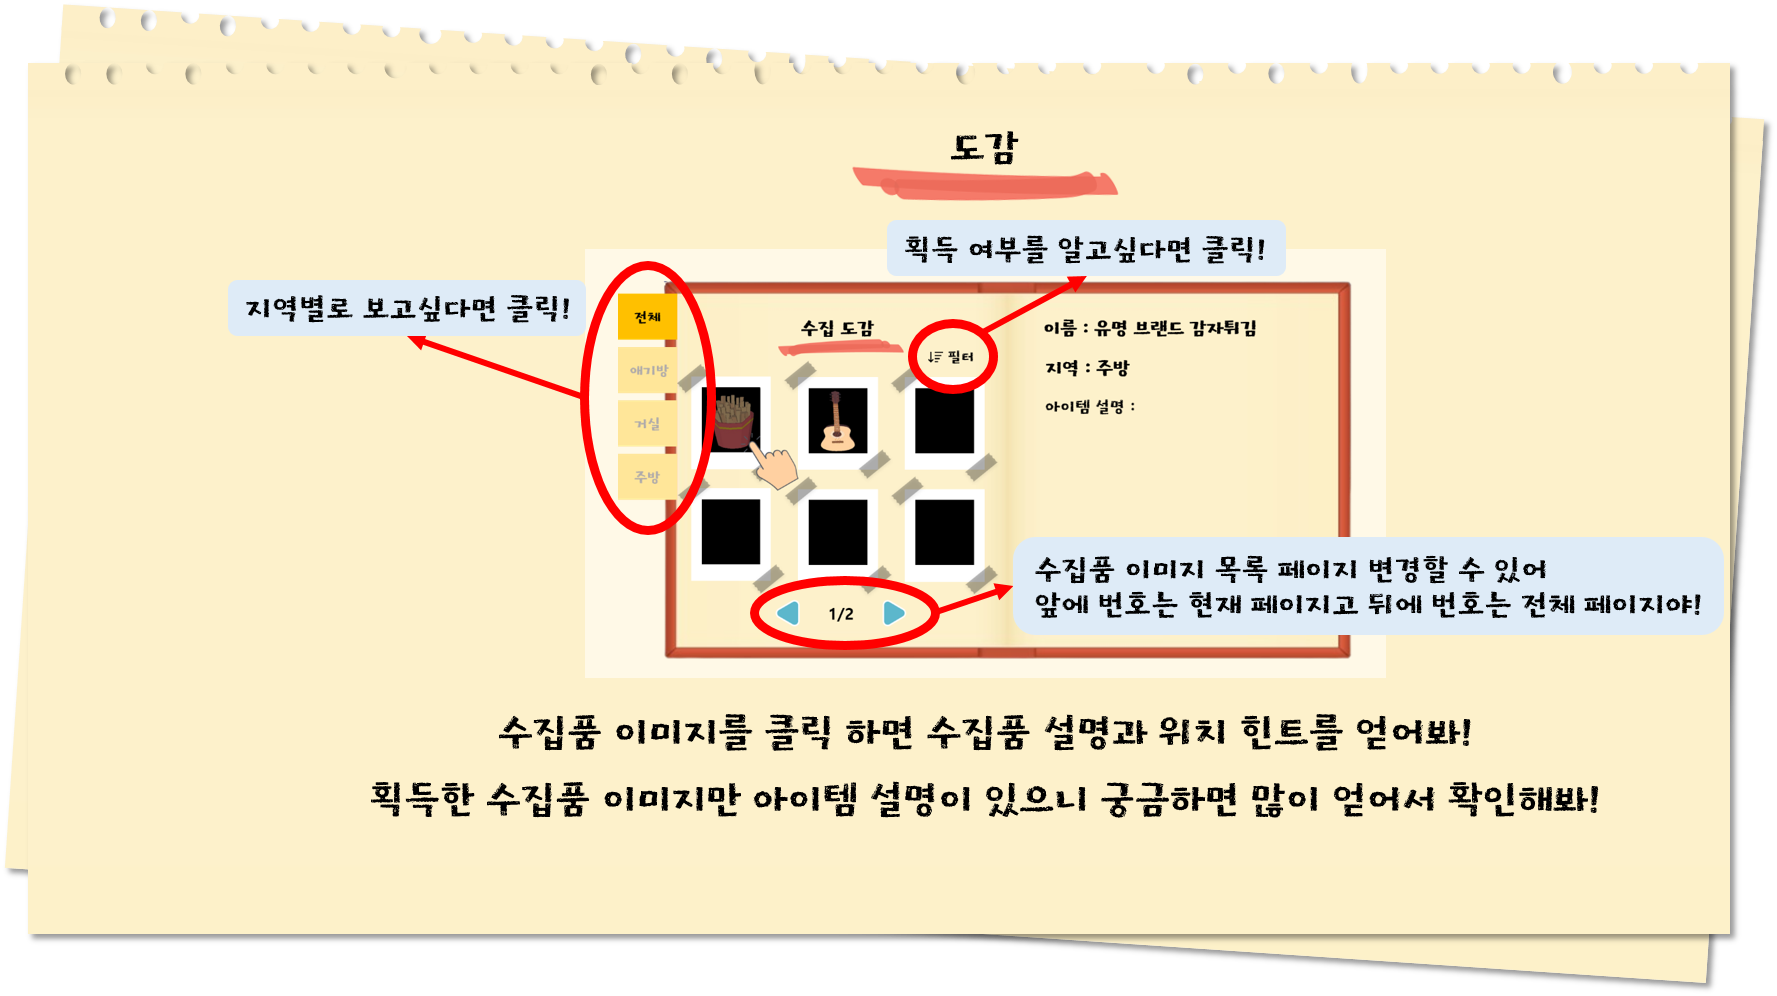 도감
획득 여부를 알고싶다면 클릭!
지역별로 보고싶다면 클릭!
전체
애기방
거실
주방
수집 도감
필터
이름 : 유명 브랜드 감자튀김
지역 : 주방
아이템 설명 :
1/2
수집품 이미지 목록 페이지 변경할 수 있어
앞에 번호는 현재 페이지고 뒤에 번호는 전체 페이지야!
수집품 이미지를 클릭 하면 수집품 설명과 위치 힌트를 얻어봐!
획득한 수집품 이미지만 아이템 설명이 있으니 궁금하면 많이 얻어서 확인해봐!